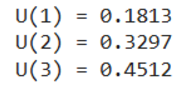 U(1) = 0.1813
U(2) = 0.3297
U(3) = 0.4512